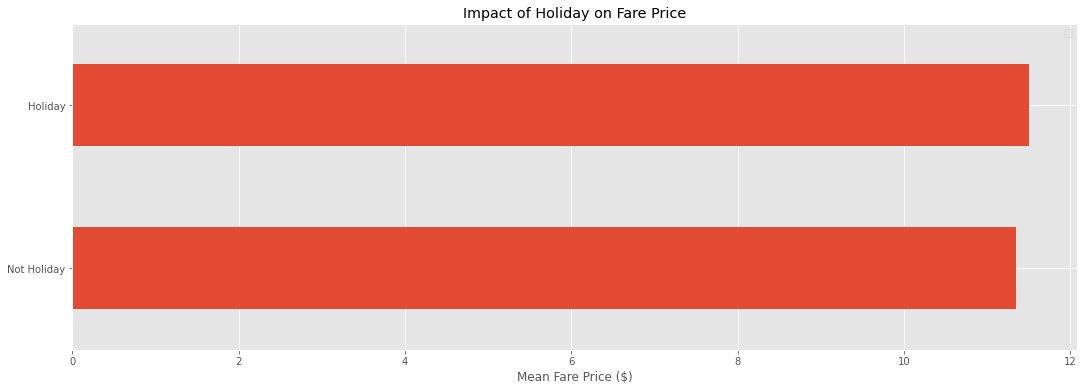 Impact of Holiday on Fare Price
Holiday
Not Holiday
0 2 4 6 8 10 12
Mean Fare Price ($)